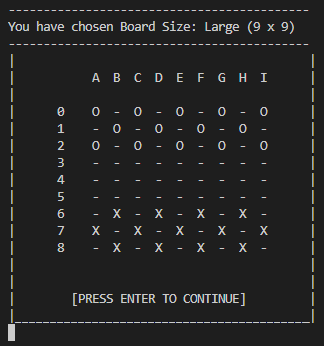 ------------------------------------------
You have chosen Board Size: Large (9 x 9)
------------------------------------------
A B C D E F G H I
0 O - O - O - O - O
1 - O - O - O - O -
2 O - O - O - O - O
3 - - - - - - - - -
4 - - - - - - - - -
5 - - - - - - - - -
6 - X - X - X - X -
7 X - X - X - X - X
8 - X - X - X - X -
[PRESS ENTER TO CONTINUE]